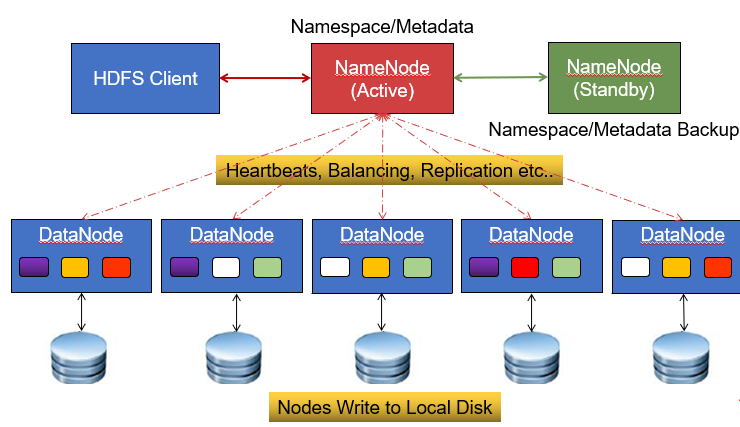 Namespace/Metadata
HDFS Client
NameNode
(Active)
NameNode
(Standby)
Namespace/Metadata Backup
Heartbeats, Balancing, Replication etc..
DataNode
DataNode
DataNode
DataNode
DataNode
Nodes Write to Local Disk